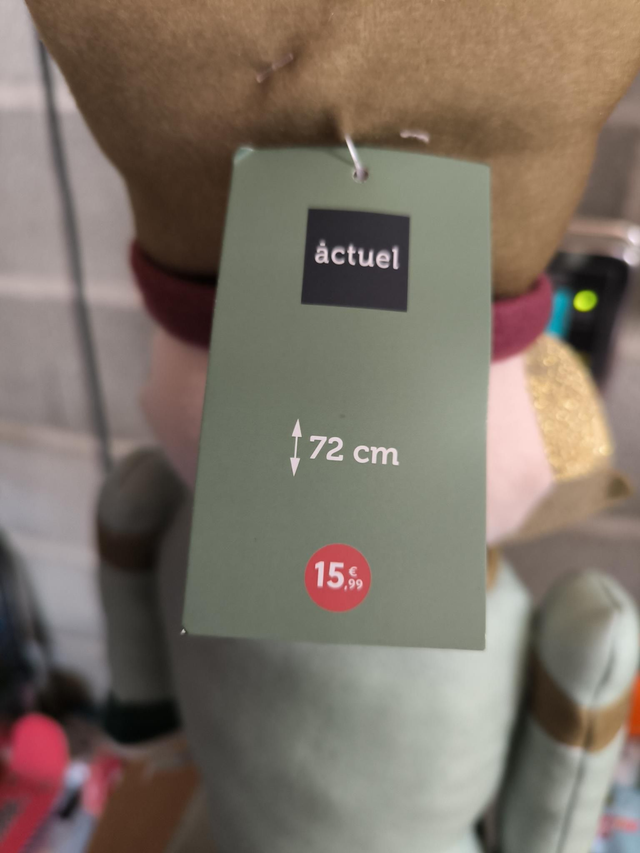 åctuel
72 cm
15,99 €